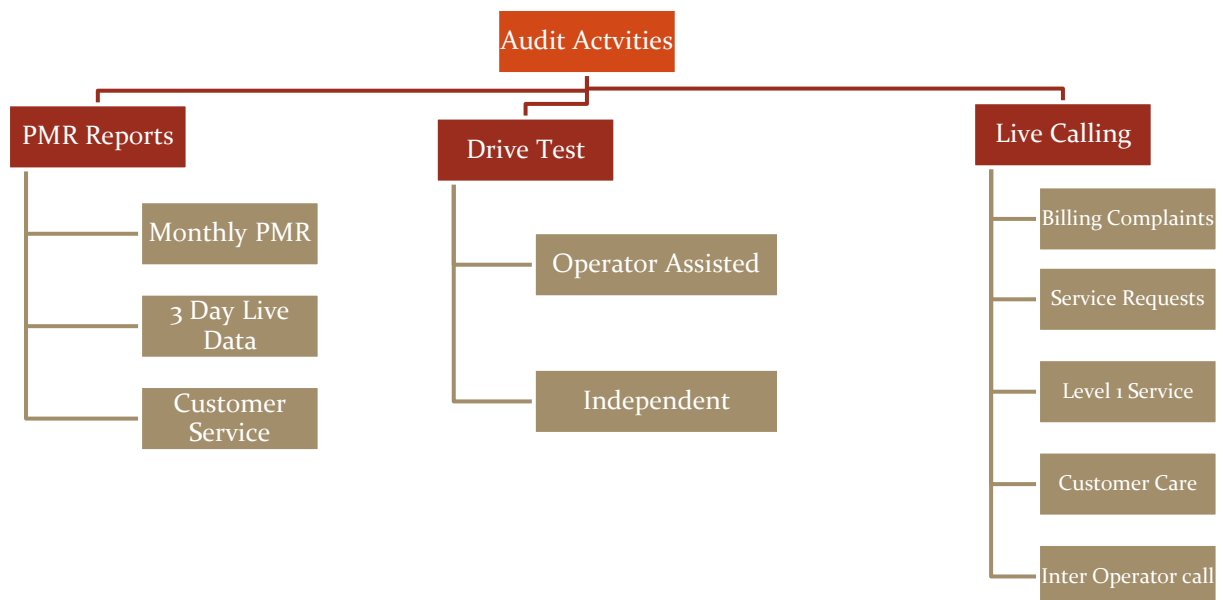 Audit Actvities
PMR Reports
Monthly PMR
3 Day Live
Data
Customer
Service
Drive Test
Operator Assisted
Independent
Live Calling
Billing Complaints
Service Requests
Level 1 Service
Customer Care
Inter Operator call